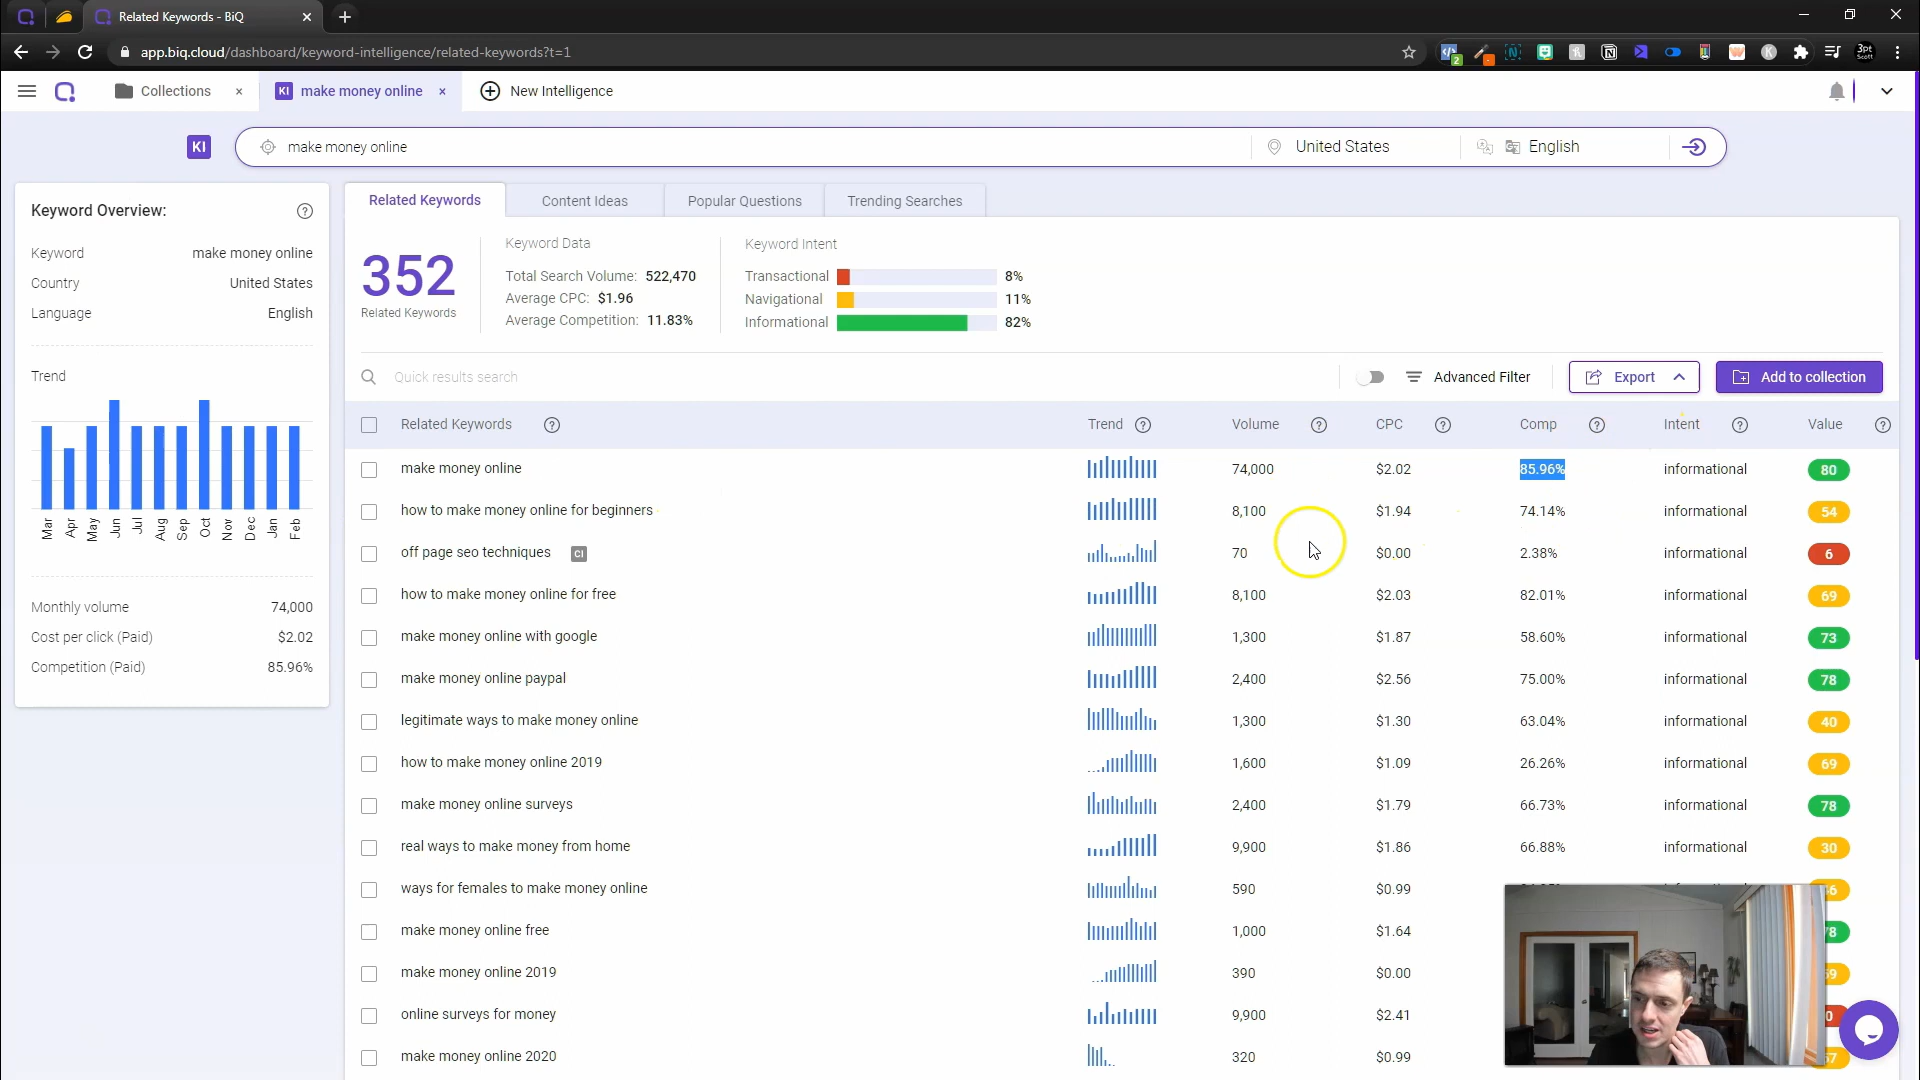 Related Keywords - BiQ
app.biq.cloud/dashboard/keyword-intelligence/related-keywords?t=1
2
3pt
Scott
Collections
KI make money online
New Intelligence
KI make money online United States English
Keyword Overview:
Keyword make money online
Country United States
Language English
Trend
Mar Apr May Jun Jul Aug Sep Oct Nov Dec Jan Feb
Monthly volume 74,000
Cost per click (Paid) $2.02
Competition (Paid) 85.96%
Related Keywords Content Ideas Popular Questions Trending Searches
352
Related Keywords
Keyword Data
Total Search Volume: 522,470
Average CPC: $1.96
Average Competition: 11.83%
Keyword Intent
Transactional 8%
Navigational 11%
Informational 82%
Quick results search Advanced Filter Export Add to collection
Related Keywords Trend Volume CPC Comp Intent Value
make money online 74,000 $2.02 85.96% informational 80
how to make money online for beginners 8,100 $1.94 74.14% informational 54
off page seo techniques CI 70 $0.00 2.38% informational 6
how to make money online for free 8,100 $2.03 82.01% informational 69
make money online with google 1,300 $1.87 58.60% informational 73
make money online paypal 2,400 $2.56 75.00% informational 78
legitimate ways to make money online 1,300 $1.30 63.04% informational 40
how to make money online 2019 1,600 $1.09 26.26% informational 69
make money online surveys 2,400 $1.79 66.73% informational 78
real ways to make money from home 9,900 $1.86 66.88% informational 30
ways for females to make money online 590 $0.99
make money online free 1,000 $1.64
make money online 2019 390 $0.00
online surveys for money 9,900 $2.41
make money online 2020 320 $0.99